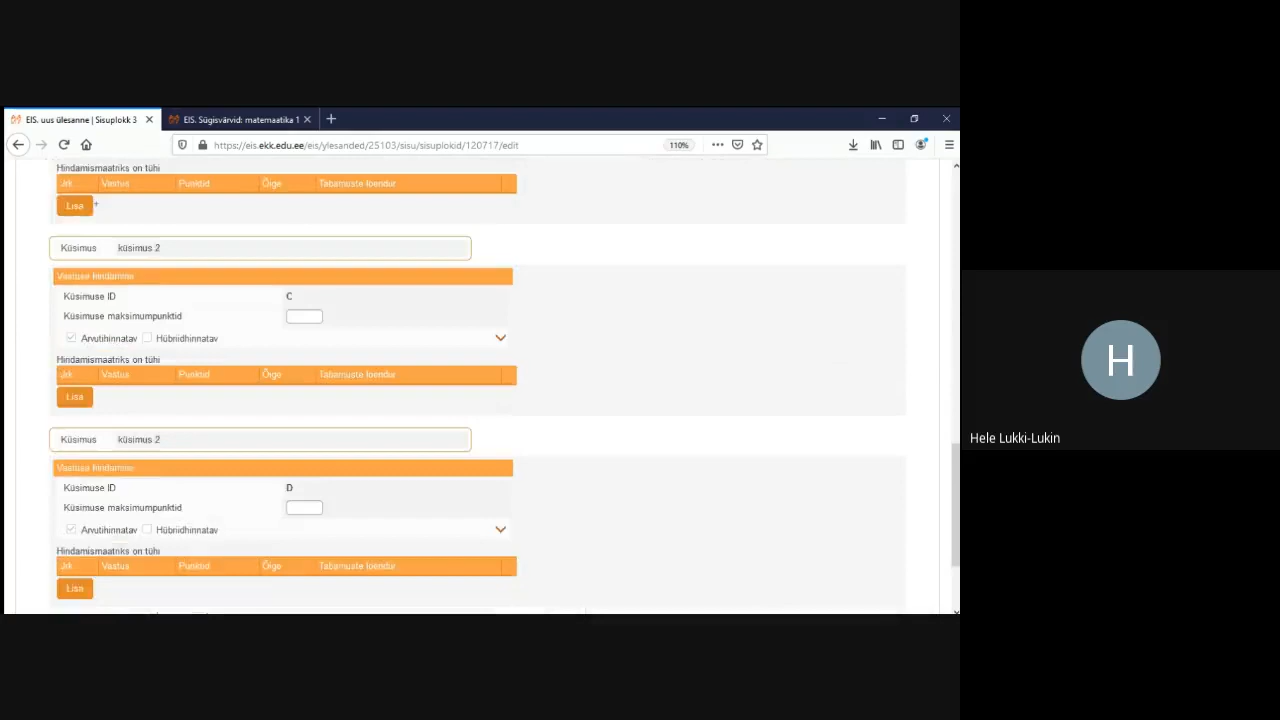 EIS. uus ülesanne | Sisuplokk 3
EIS. Sügisvärvid: matemaatika 1
https://eis.ekk.edu.ee/eis/ylesanded/25103/sisu/sisuplokid/120717/edit
110%
Hindamismaatriks on tühi
Jrk Vastus Punktid Õige Tabamuste loendur
Lisa
Küsimus küsimus 2
Vastuse hindamine
Küsimuse ID C
Küsimuse maksimumpunktid
Arvutihinnatav Hübriidhinnatav
Hindamismaatriks on tühi
Jrk Vastus Punktid Õige Tabamuste loendur
Lisa
Küsimus küsimus 2
Vastuse hindamine
Küsimuse ID D
Küsimuse maksimumpunktid
Arvutihinnatav Hübriidhinnatav
Hindamismaatriks on tühi
Jrk Vastus Punktid Õige Tabamuste loendur
Lisa
H
Hele Lukki-Lukin